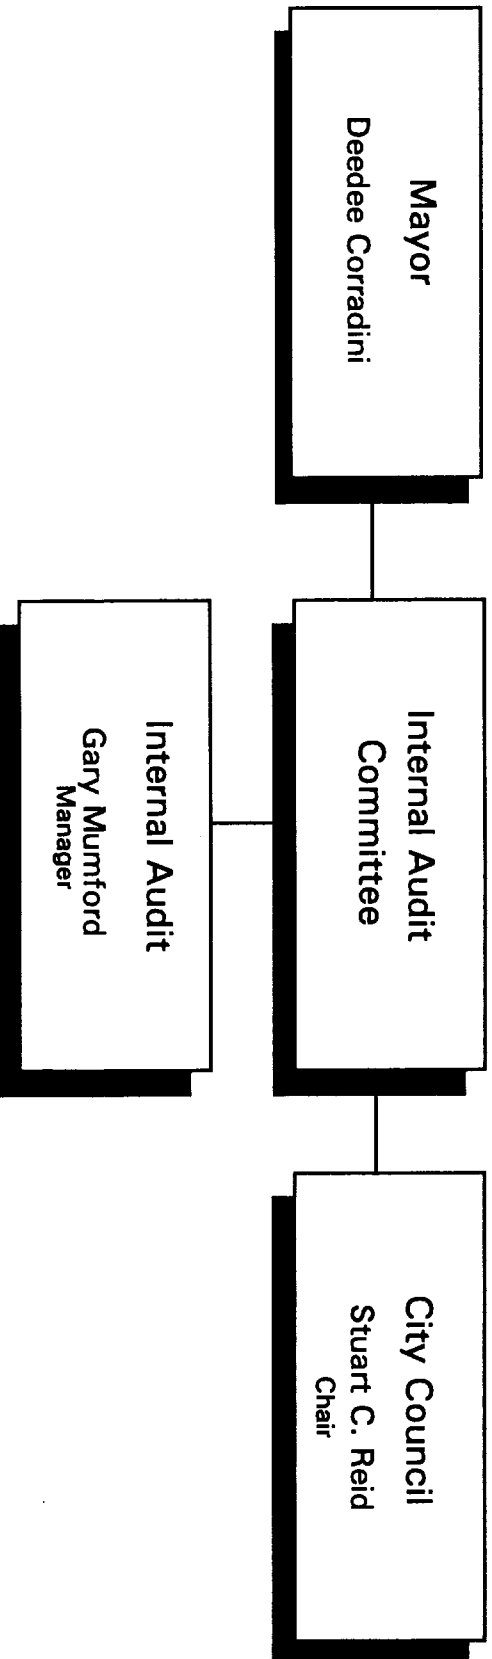 Mayor
Deedee Corradini
Internal Audit
Committee
City Council
Stuart C. Reid
Chair
Internal Audit
Gary Mumford
Manager